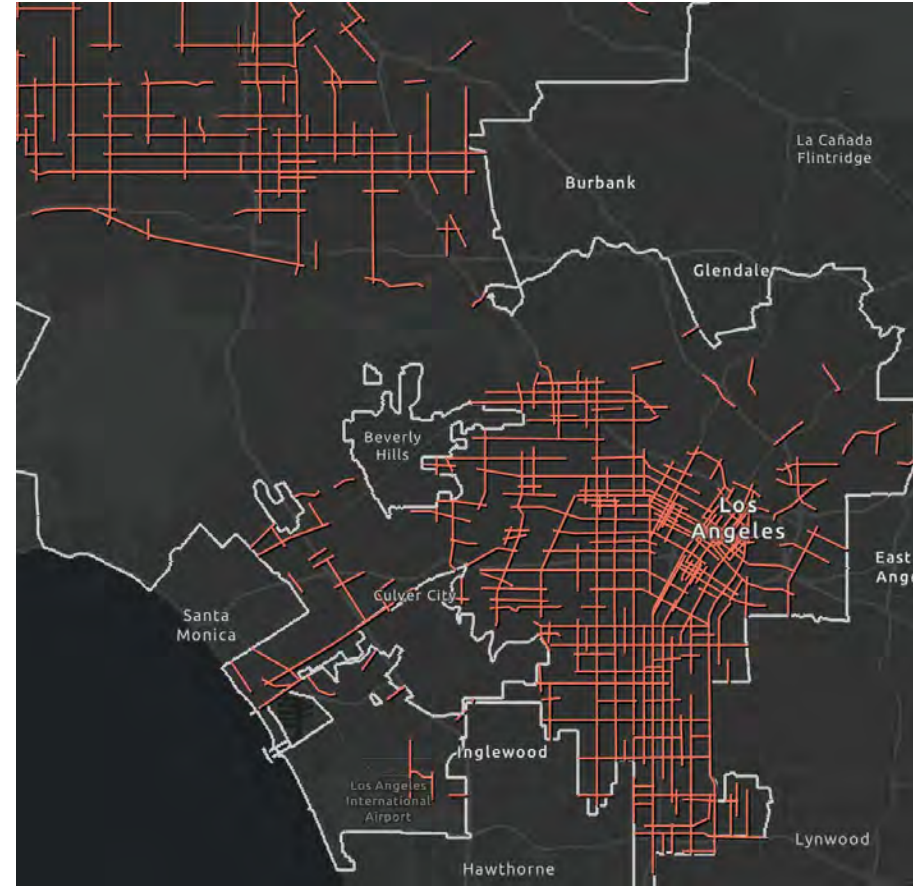 La Cañada
Flintridge
Burbank
Glendale
Beverly
Hills
Los
Angeles
East
Culver City
Santa
Monica
Inglewood
Los Angeles
International
Airport
Lynwood
Hawthorne